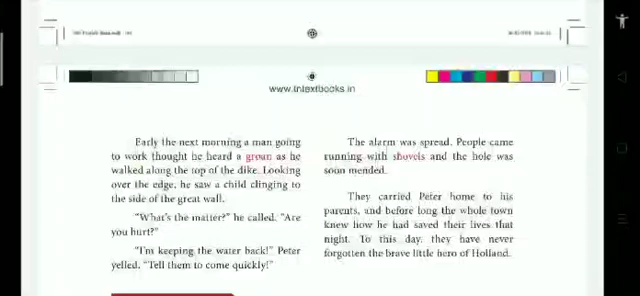 www.tntextbooks.in
Early the next morning a man going
to work thought he heard a groan as he
walked along the top of the dike. Looking
over the edge, he saw a child clinging to
the side of the great wall.
"What's the matter?" he called. "Are
you hurt?"
"I'm keeping the water back!" Peter
yelled. "Tell them to come quickly!"
The alarm was spread. People came
running with shovels and the hole was
soon mended.
They carried Peter home to his
parents, and before long the whole town
knew how he had saved their lives that
night. To this day, they have never
forgotten the brave little hero of Holland.